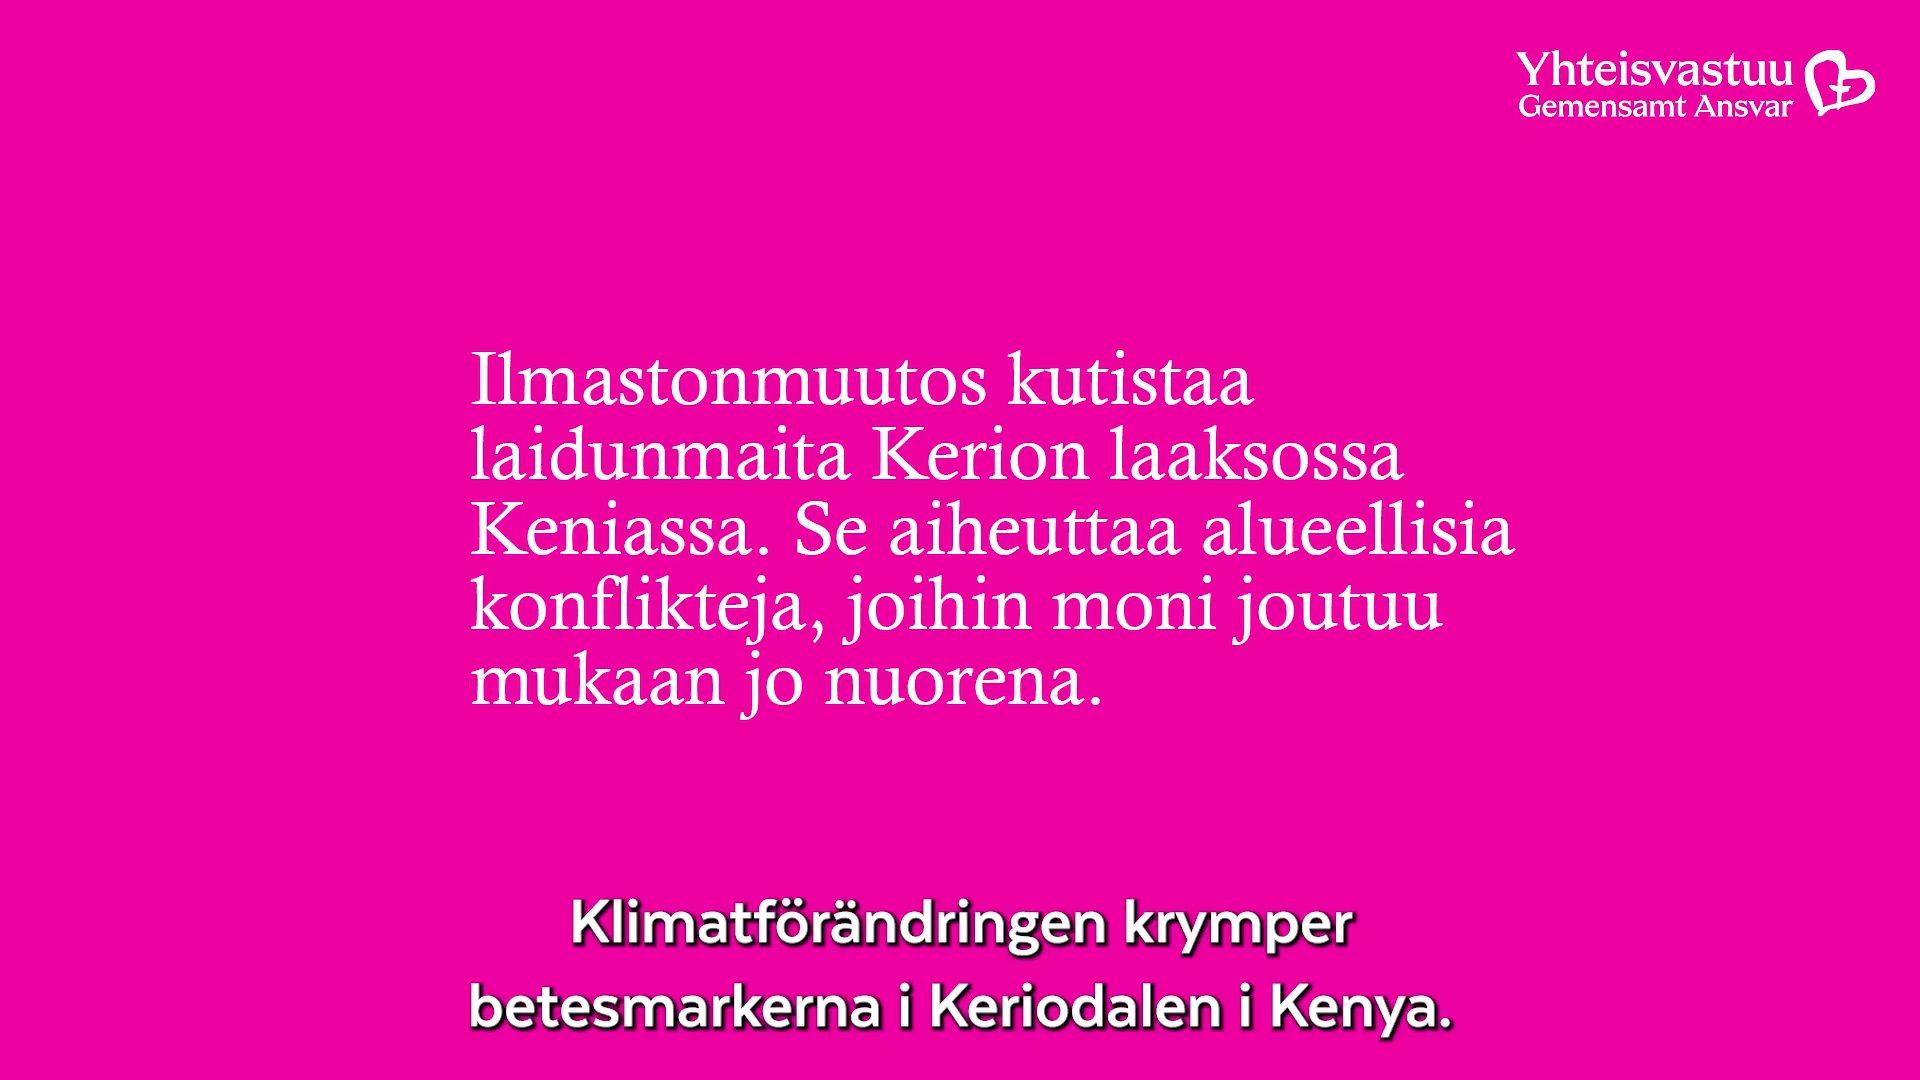 Yhteisvastuu
Gemensamt Ansvar
Ilmastonmuutos kutistaa
laidunmaita Kerion laaksossa
Keniassa. Se aiheuttaa alueellisia
konflikteja, joihin moni joutuu
mukaan jo nuorena.
Klimatförändringen krymper
betesmarkerna i Keriodalen i Kenya.